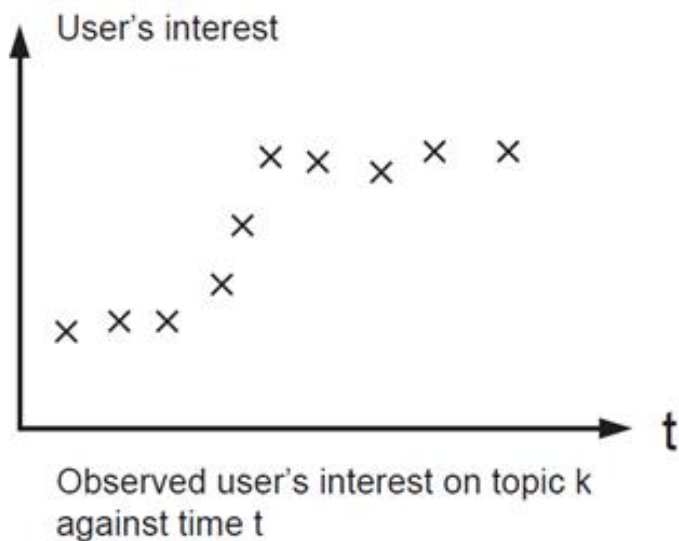 User’s interest
t
Observed user’s interest on topic k
against time t